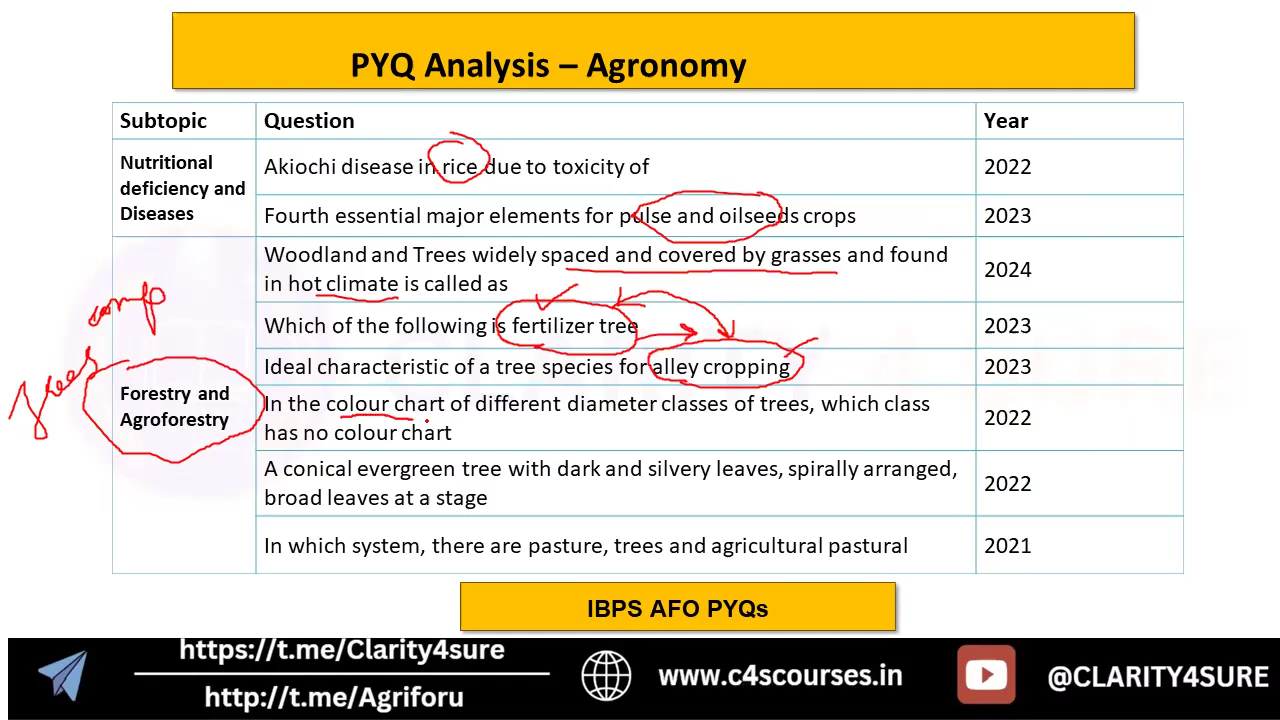 PYQ Analysis – Agronomy
Subtopic Question Year
Nutritional deficiency and Diseases
Akiochi disease in rice due to toxicity of 2022
Fourth essential major elements for pulse and oilseeds crops 2023
Woodland and Trees widely spaced and covered by grasses and found
in hot climate is called as 2024
Which of the following is fertilizer tree 2023
Ideal characteristic of a tree species for alley cropping 2023
comp
Trees
Forestry and
Agroforestry
In the colour chart of different diameter classes of trees, which class
has no colour chart 2022
A conical evergreen tree with dark and silvery leaves, spirally arranged,
broad leaves at a stage 2022
In which system, there are pasture, trees and agricultural pastural 2021
IBPS AFO PYQs
https://t.me/Clarity4sure
http://t.me/Agriforu
www.c4scourses.in
@CLARITY4SURE